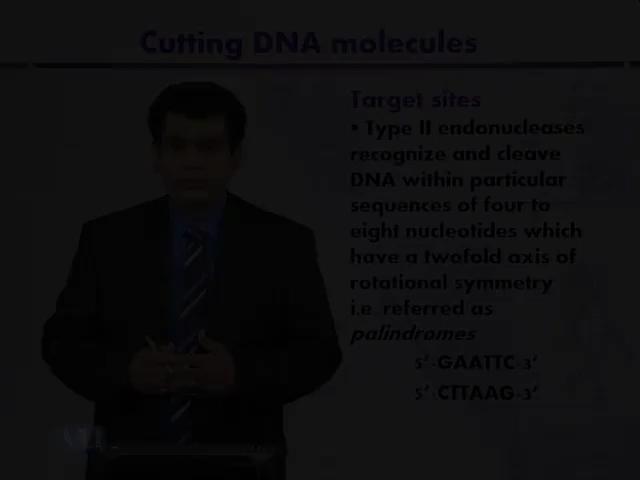 Cutting DNA molecules
Target sites
• Type II endonucleases
recognize and cleave
DNA within particular
sequences of four to
eight nucleotides which
have a twofold axis of
rotational symmetry
i.e. referred as
palindromes
5′-GAATTC-3′
5′-CTTAAG-3′